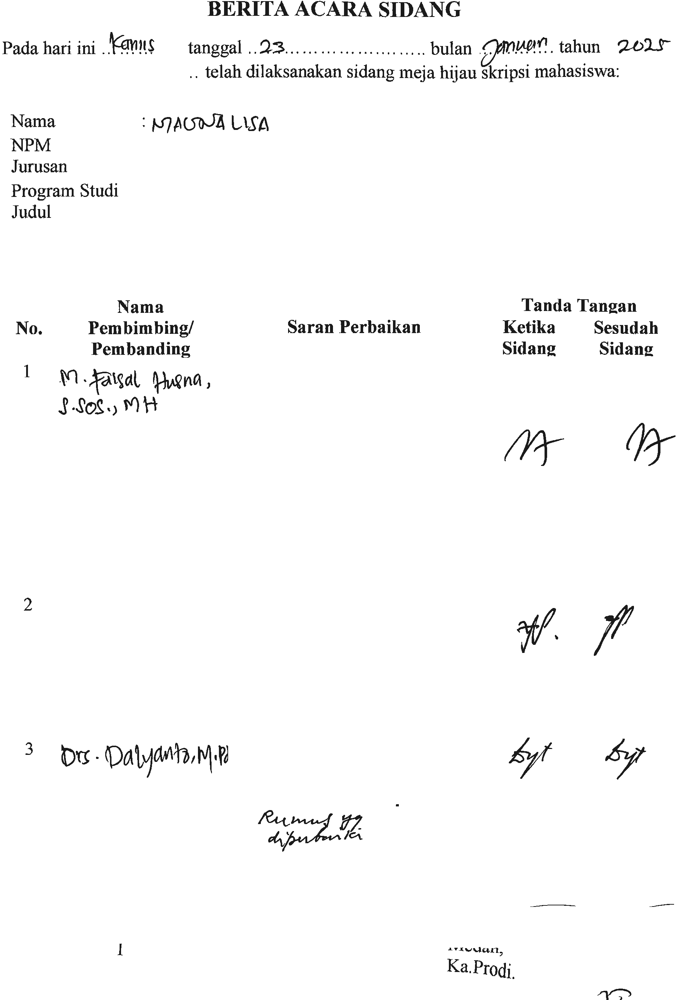 BERITA ACARA SIDANG
Pada hari ini ..Kamis tanggal ..23........................... bulan ..Januari.. tahun 2025
.. telah dilaksanakan sidang meja hijau skripsi mahasiswa:
Nama : MAGNA LISA
NPM
Jurusan
Program Studi
Judul
No. Nama Pembimbing/ Pembanding Saran Perbaikan Tanda Tangan
Ketika Sidang Sesudah Sidang
1 M. Faisal Husna,
S.Sos., MH
2
3 Drs. Dalyanto, M.Pd
Rumus yg
diperbaiki
Medan,
Ka.Prodi.